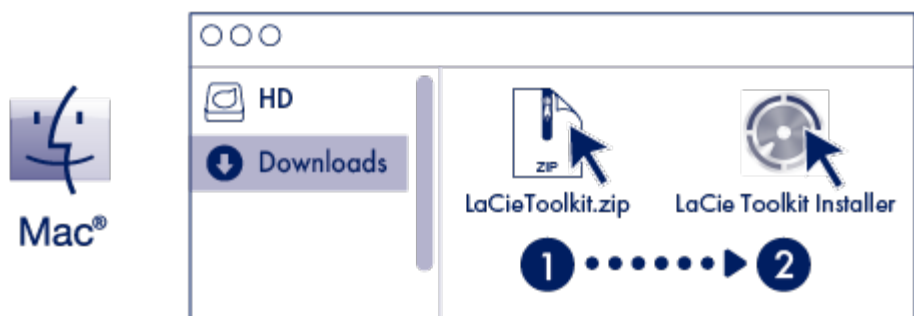 HD
Downloads
ZIP
LaCieToolkit.zip
LaCie Toolkit Installer
Mac®
1
2